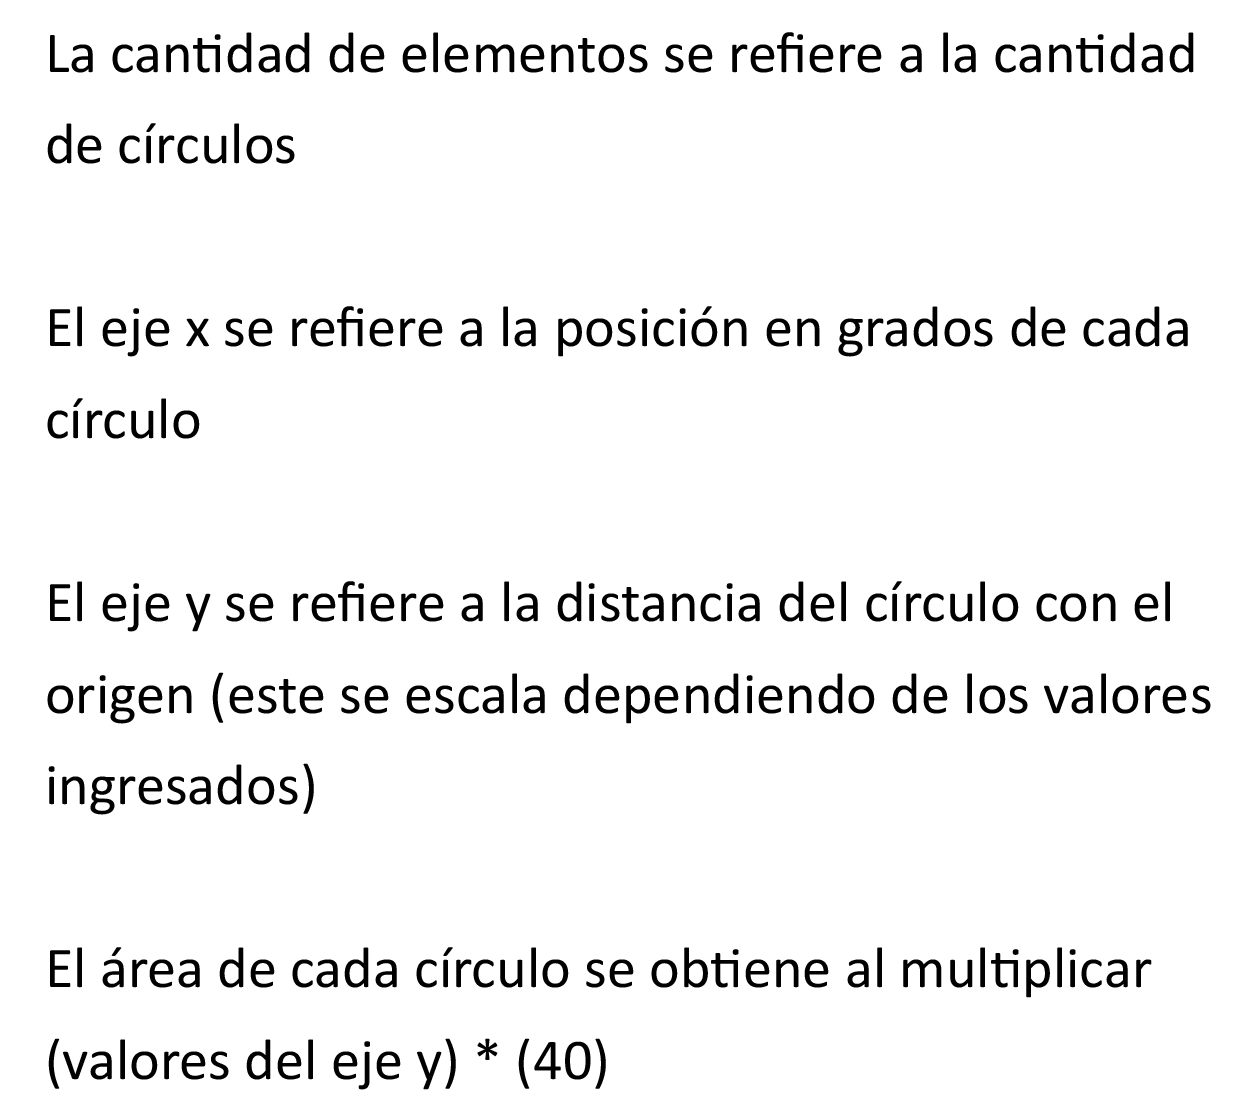 La cantidad de elementos se refiere a la cantidad
de círculos
El eje x se refiere a la posición en grados de cada
círculo
El eje y se refiere a la distancia del círculo con el
origen (este se escala dependiendo de los valores
ingresados)
El área de cada círculo se obtiene al multiplicar
(valores del eje y) * (40)